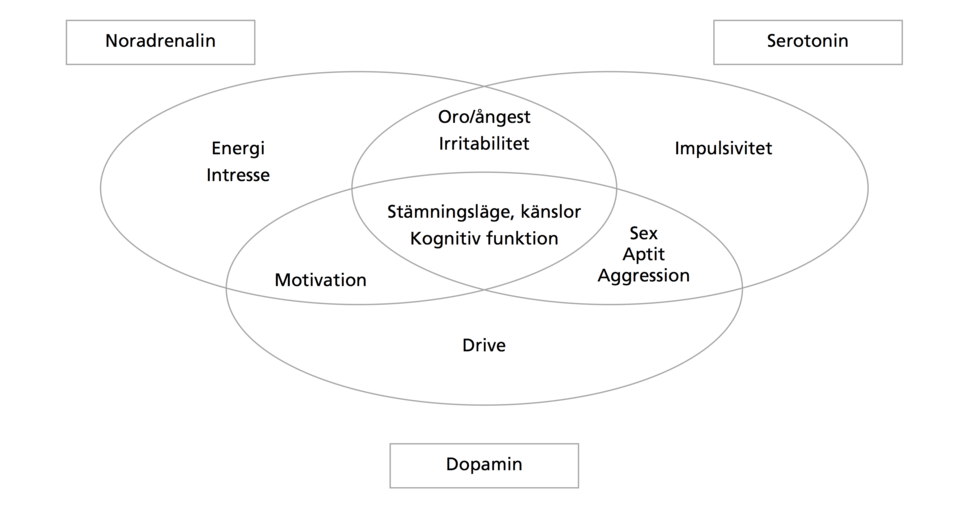 Noradrenalin
Serotonin
Oro/ångest
Irritabilitet
Energi
Intresse
Impulsivitet
Stämningsläge, känslor
Kognitiv funktion
Sex
Aptit
Aggression
Motivation
Drive
Dopamin